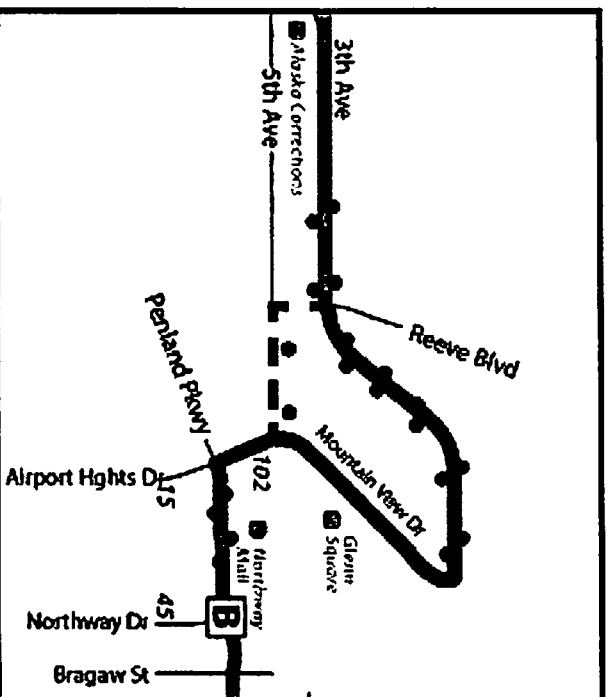 3th Ave
Alaska Corrections
5th Ave
Reeve Blvd
Penland Pkwy
Mountain View Dr
102
Airport Hghts Dr
15
Glenn
Square
Northway
Mall
45
B
Northway Dr
Bragaw St